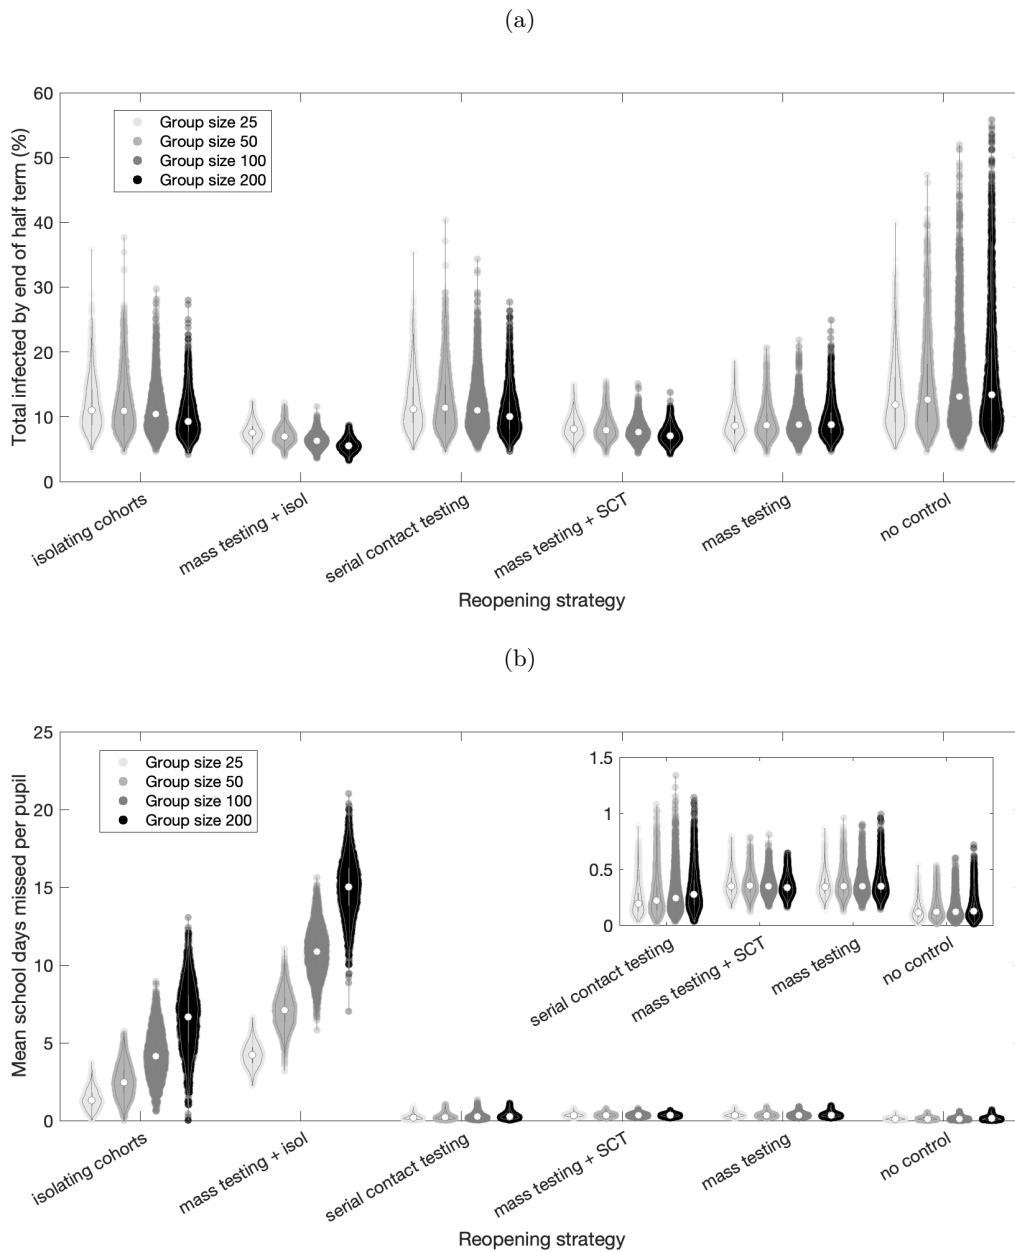 (a)
Total infected by end of half term (%)
60
50
40
30
20
10
0
Group size 25
Group size 50
Group size 100
Group size 200
isolating cohorts
mass testing + isol
serial contact testing
mass testing + SCT
mass testing
no control
Reopening strategy
(b)
Mean school days missed per pupil
25
20
15
10
5
0
Group size 25
Group size 50
Group size 100
Group size 200
1.5
1
0.5
0
serial contact testing
mass testing + SCT
mass testing
no control
isolating cohorts
mass testing + isol
serial contact testing
mass testing + SCT
mass testing
no control
Reopening strategy